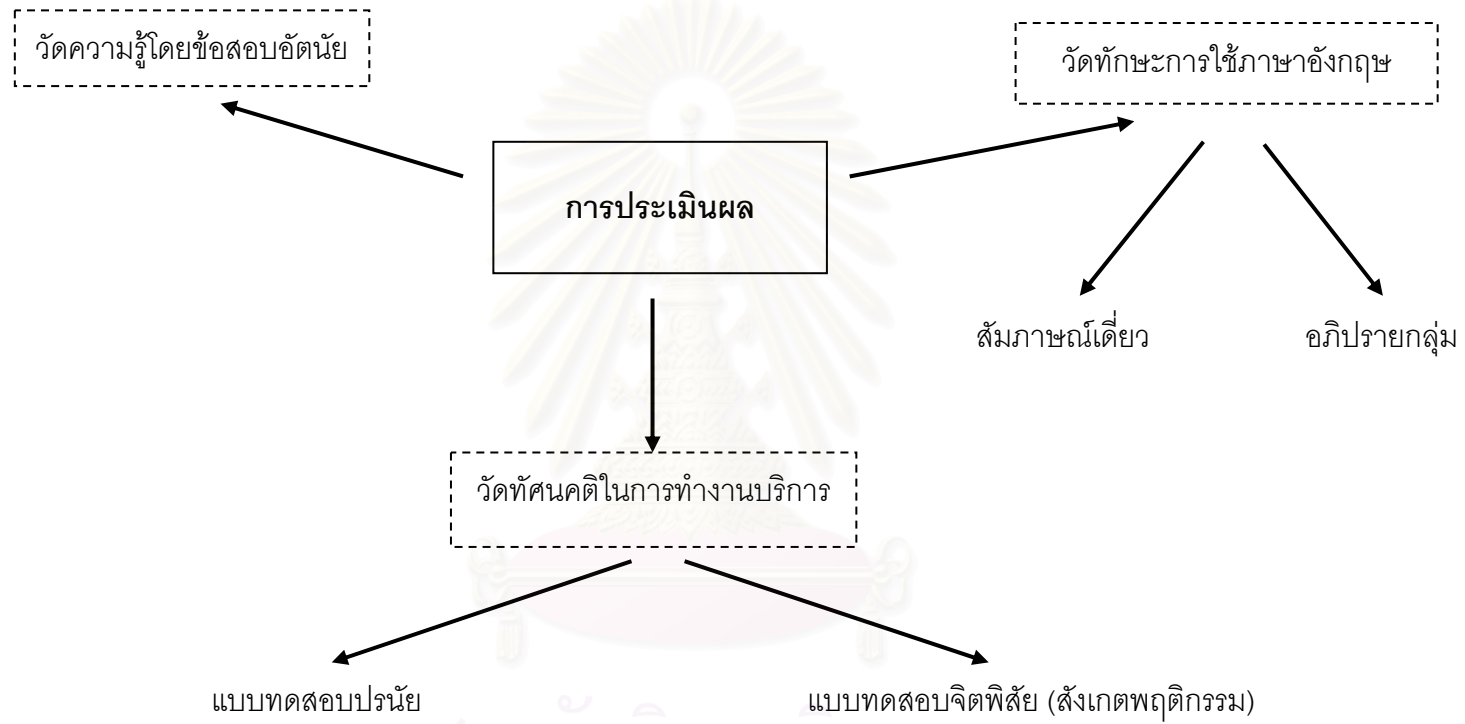 วัดความรู้โดยข้อสอบอัตนัย
วัดทักษะการใช้ภาษาอังกฤษ
การประเมินผล
สัมภาษณ์เดี่ยว
อภิปรายกลุ่ม
วัดทัศนคติในการทำงานบริการ
แบบทดสอบปรนัย
แบบทดสอบจิตพิสัย (สังเกตพฤติกรรม)